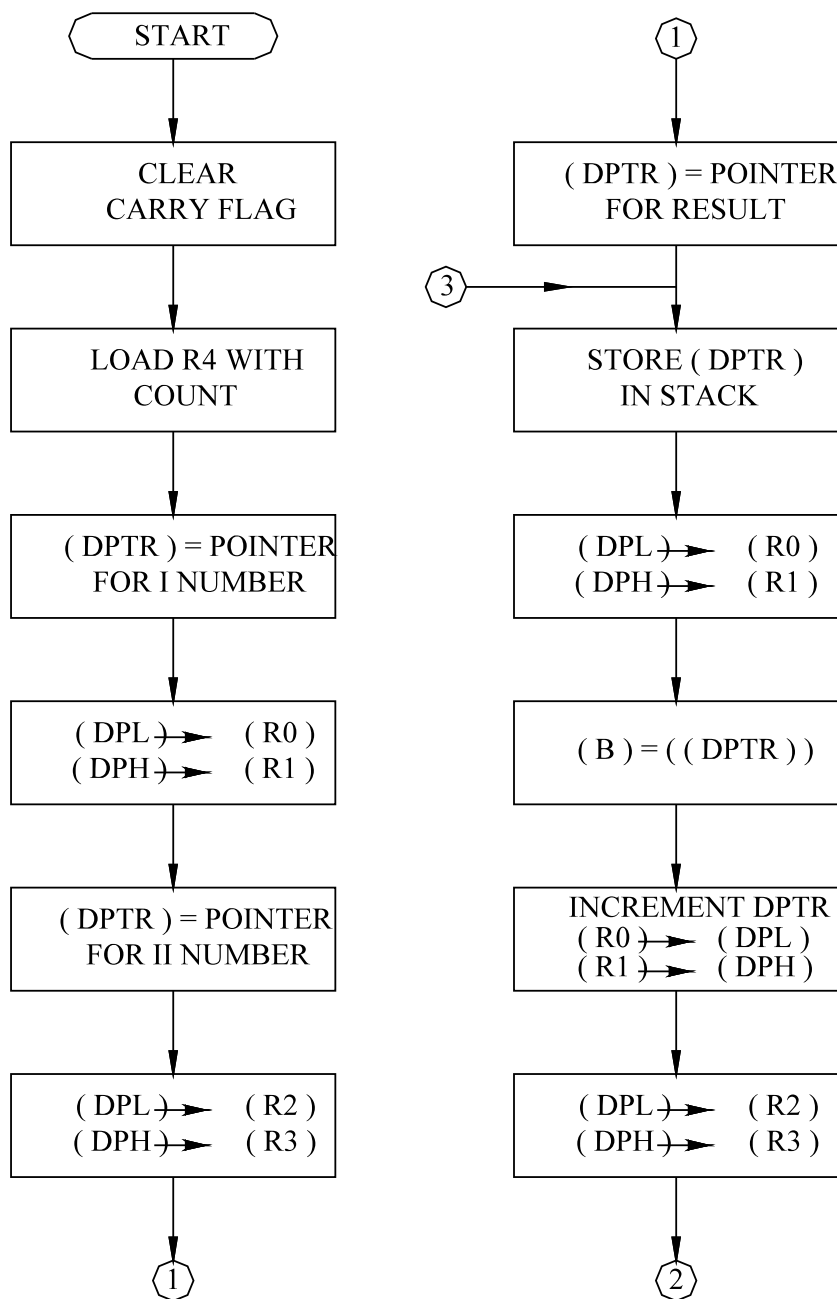 START
CLEAR
CARRY FLAG
LOAD R4 WITH
COUNT
( DPTR ) = POINTER
FOR I NUMBER
( DPL ) → ( R0 )
( DPH ) → ( R1 )
( DPTR ) = POINTER
FOR II NUMBER
( DPL ) → ( R2 )
( DPH ) → ( R3 )
1
1
( DPTR ) = POINTER
FOR RESULT
3
STORE ( DPTR )
IN STACK
( DPL ) → ( R0 )
( DPH ) → ( R1 )
( B ) = ( ( DPTR ) )
INCREMENT DPTR
( R0 ) → ( DPL )
( R1 ) → ( DPH )
( DPL ) → ( R2 )
( DPH ) → ( R3 )
2